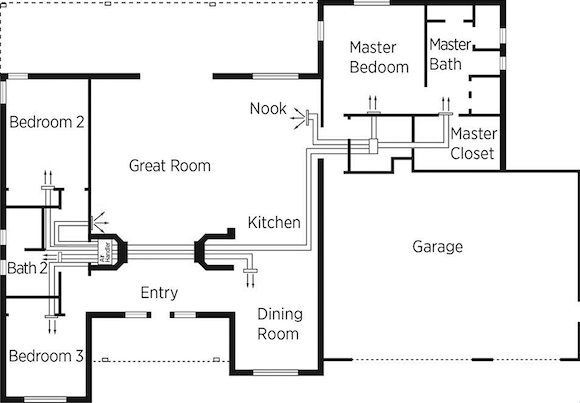 Master
Bedoom
Master
Bath
Nook
Bedroom 2
Great Room
Master
Closet
Kitchen
Garage
Air
Handler
Bath 2
Entry
Dining
Room
Bedroom 3